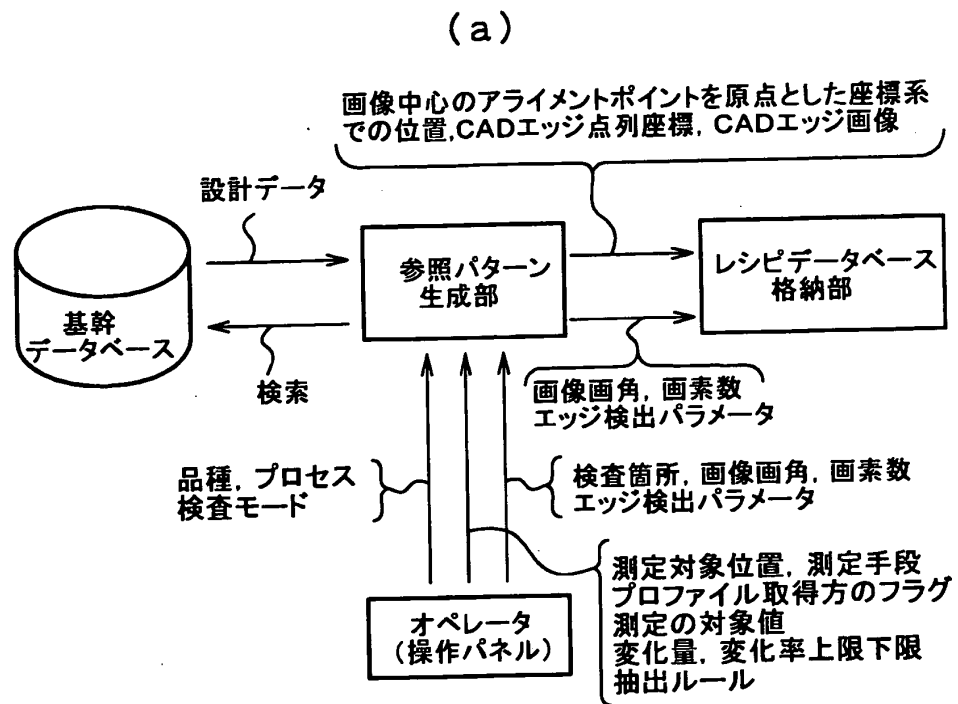 (a)
画像中心のアライメントポイントを原点とした座標系
での位置,CADエッジ点列座標, CADエッジ画像
設計データ
参照パターン
生成部
レシピデータベース
格納部
基幹
データベース
検索
画像画角, 画素数
エッジ検出パラメータ
品種, プロセス
検査モード
検査箇所, 画像画角, 画素数
エッジ検出パラメータ
測定対象位置, 測定手段
プロファイル取得方のフラグ
測定の対象値
変化量, 変化率上限下限
抽出ルール
オペレータ
(操作パネル)